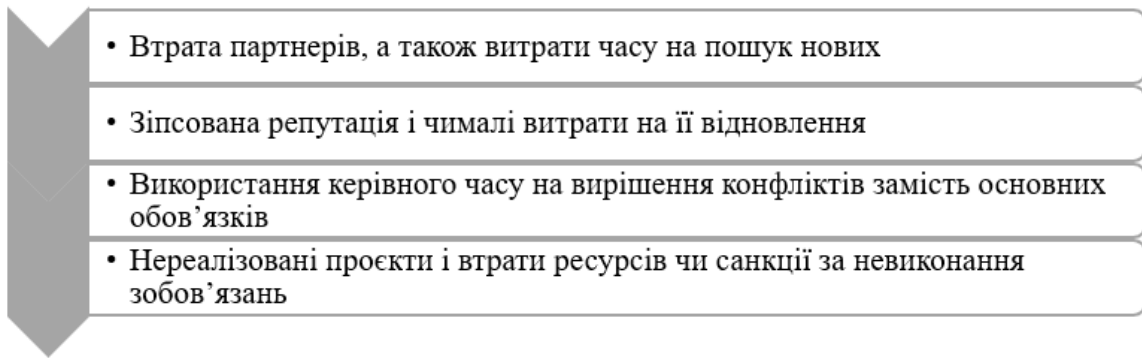 • Втрата партнерів, а також витрати часу на пошук нових
• Зіпсована репутація і чималі витрати на її відновлення
• Використання керівного часу на вирішення конфліктів замість основних
обов’язків
• Нереалізовані проєкти і втрати ресурсів чи санкції за невиконання
зобов’язань